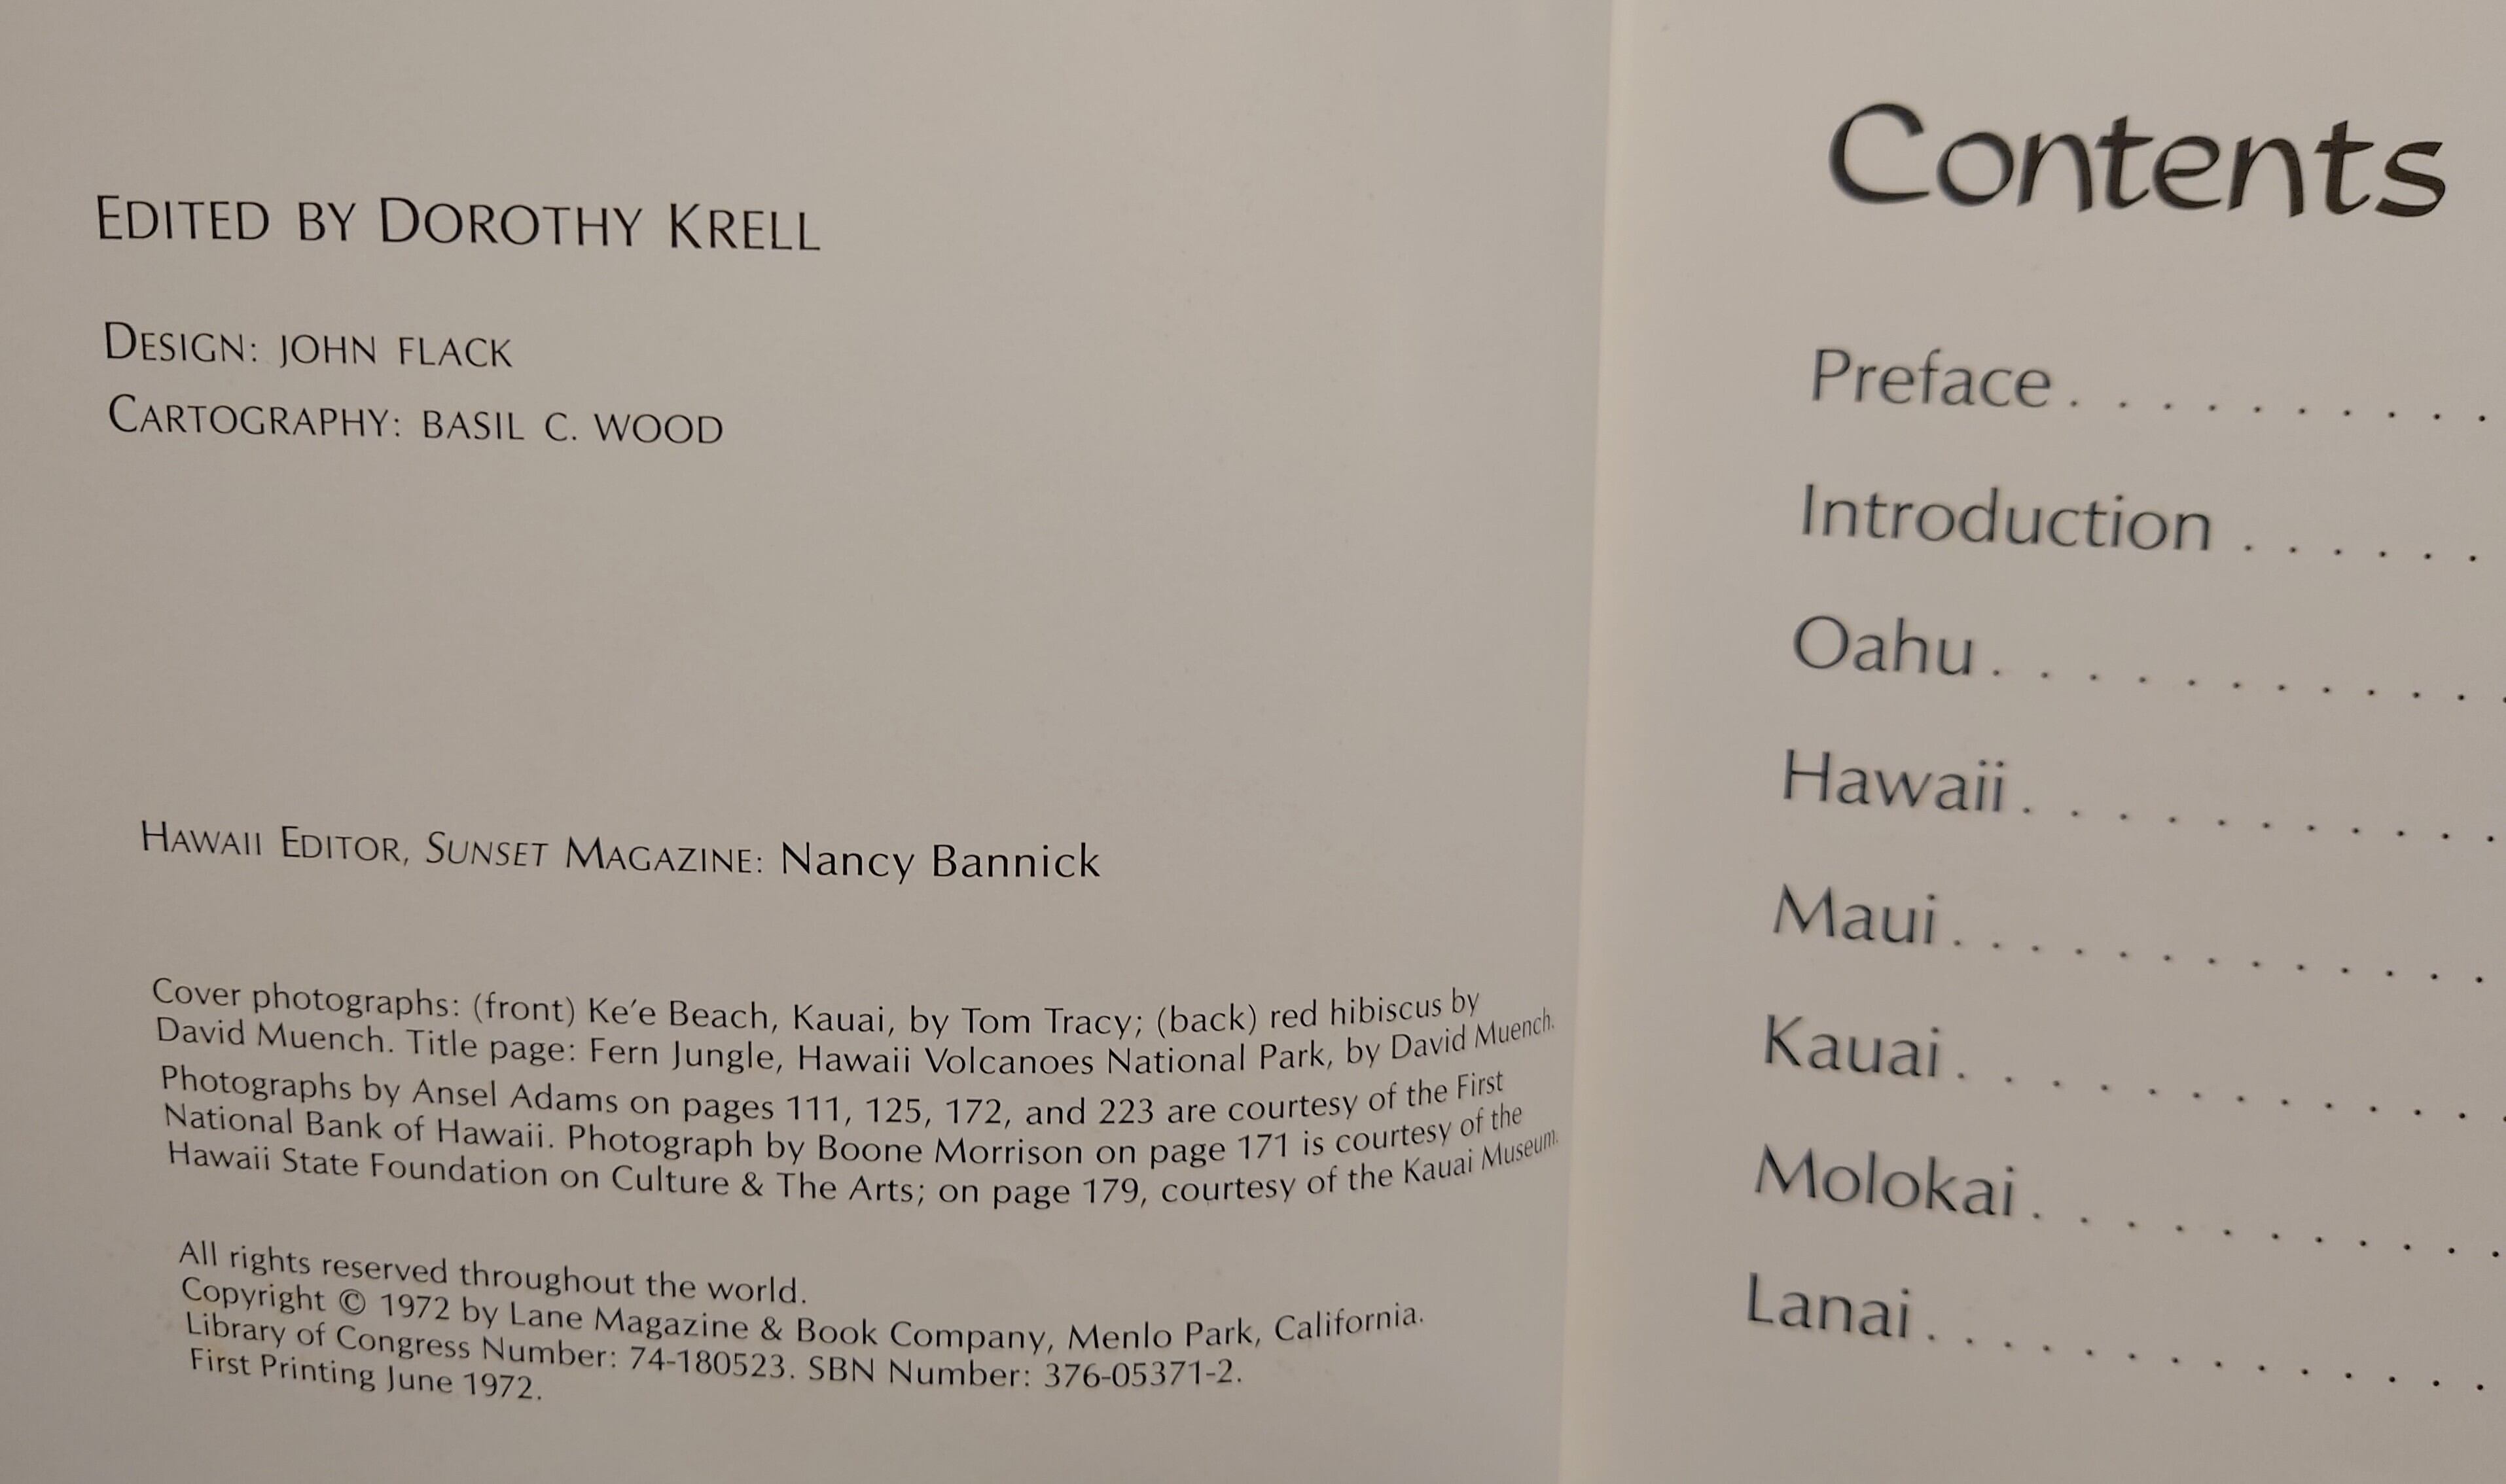 EDITED BY DOROTHY KRELL
DESIGN: JOHN FLACK
CARTOGRAPHY: BASIL C. WOOD
HAWAII EDITOR, SUNSET MAGAZINE: Nancy Bannick
Cover photographs: (front) Ke'e Beach, Kauai, by Tom Tracy; (back) red hibiscus by
David Muench. Title page: Fern Jungle, Hawaii Volcanoes National Park, by David Muench.
Photographs by Ansel Adams on pages 111, 125, 172, and 223 are courtesy of the First
National Bank of Hawaii. Photograph by Boone Morrison on page 171 is courtesy of the
Hawaii State Foundation on Culture & The Arts; on page 179, courtesy of the Kauai Museum.
All rights reserved throughout the world.
Copyright © 1972 by Lane Magazine & Book Company, Menlo Park, California.
Library of Congress Number: 74-180523. SBN Number: 376-05371-2.
First Printing June 1972.
Contents
Preface . . . . . . . . . .
Introduction . . . . . .
Oahu . . . . . . . . . . . .
Hawaii . . . . . . . . . . .
Maui . . . . . . . . . . . . .
Kauai . . . . . . . . . . . . .
Molokai . . . . . . . . . . .
Lanai . . . . . . . . . . . . .